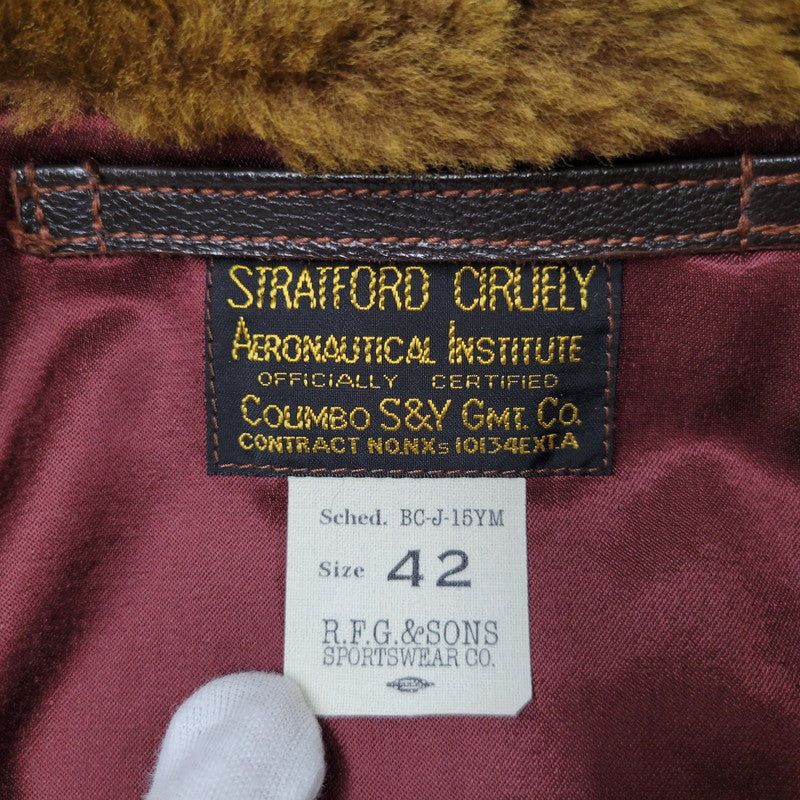 STRATFORD CIRUELY
AERONAUTICAL INSTITUTE
OFFICIALLY CERTIFIED
COLIMBO S&Y GMT. CO.
CONTRACT NO.NXs 10134EXT.A
Sched. BC-J-15YM
Size 42
R.F.G.&SONS
SPORTSWEAR CO.